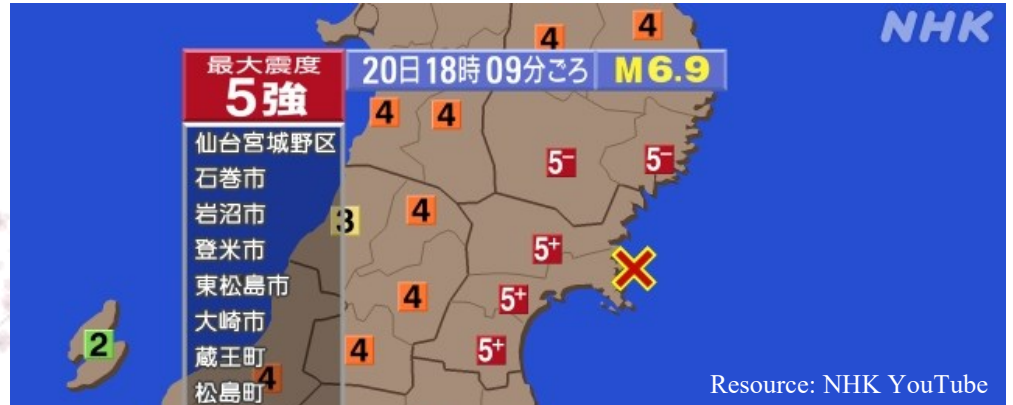 NHK
最大震度
5強
20日18時09分ごろ M6.9
仙台宮城野区
石巻市
岩沼市
登米市
東松島市
大崎市
蔵王町
松島町
4
4
4
4
5-
5-
3
4
5+
4
5+
2
4
5+
4
Resource: NHK YouTube